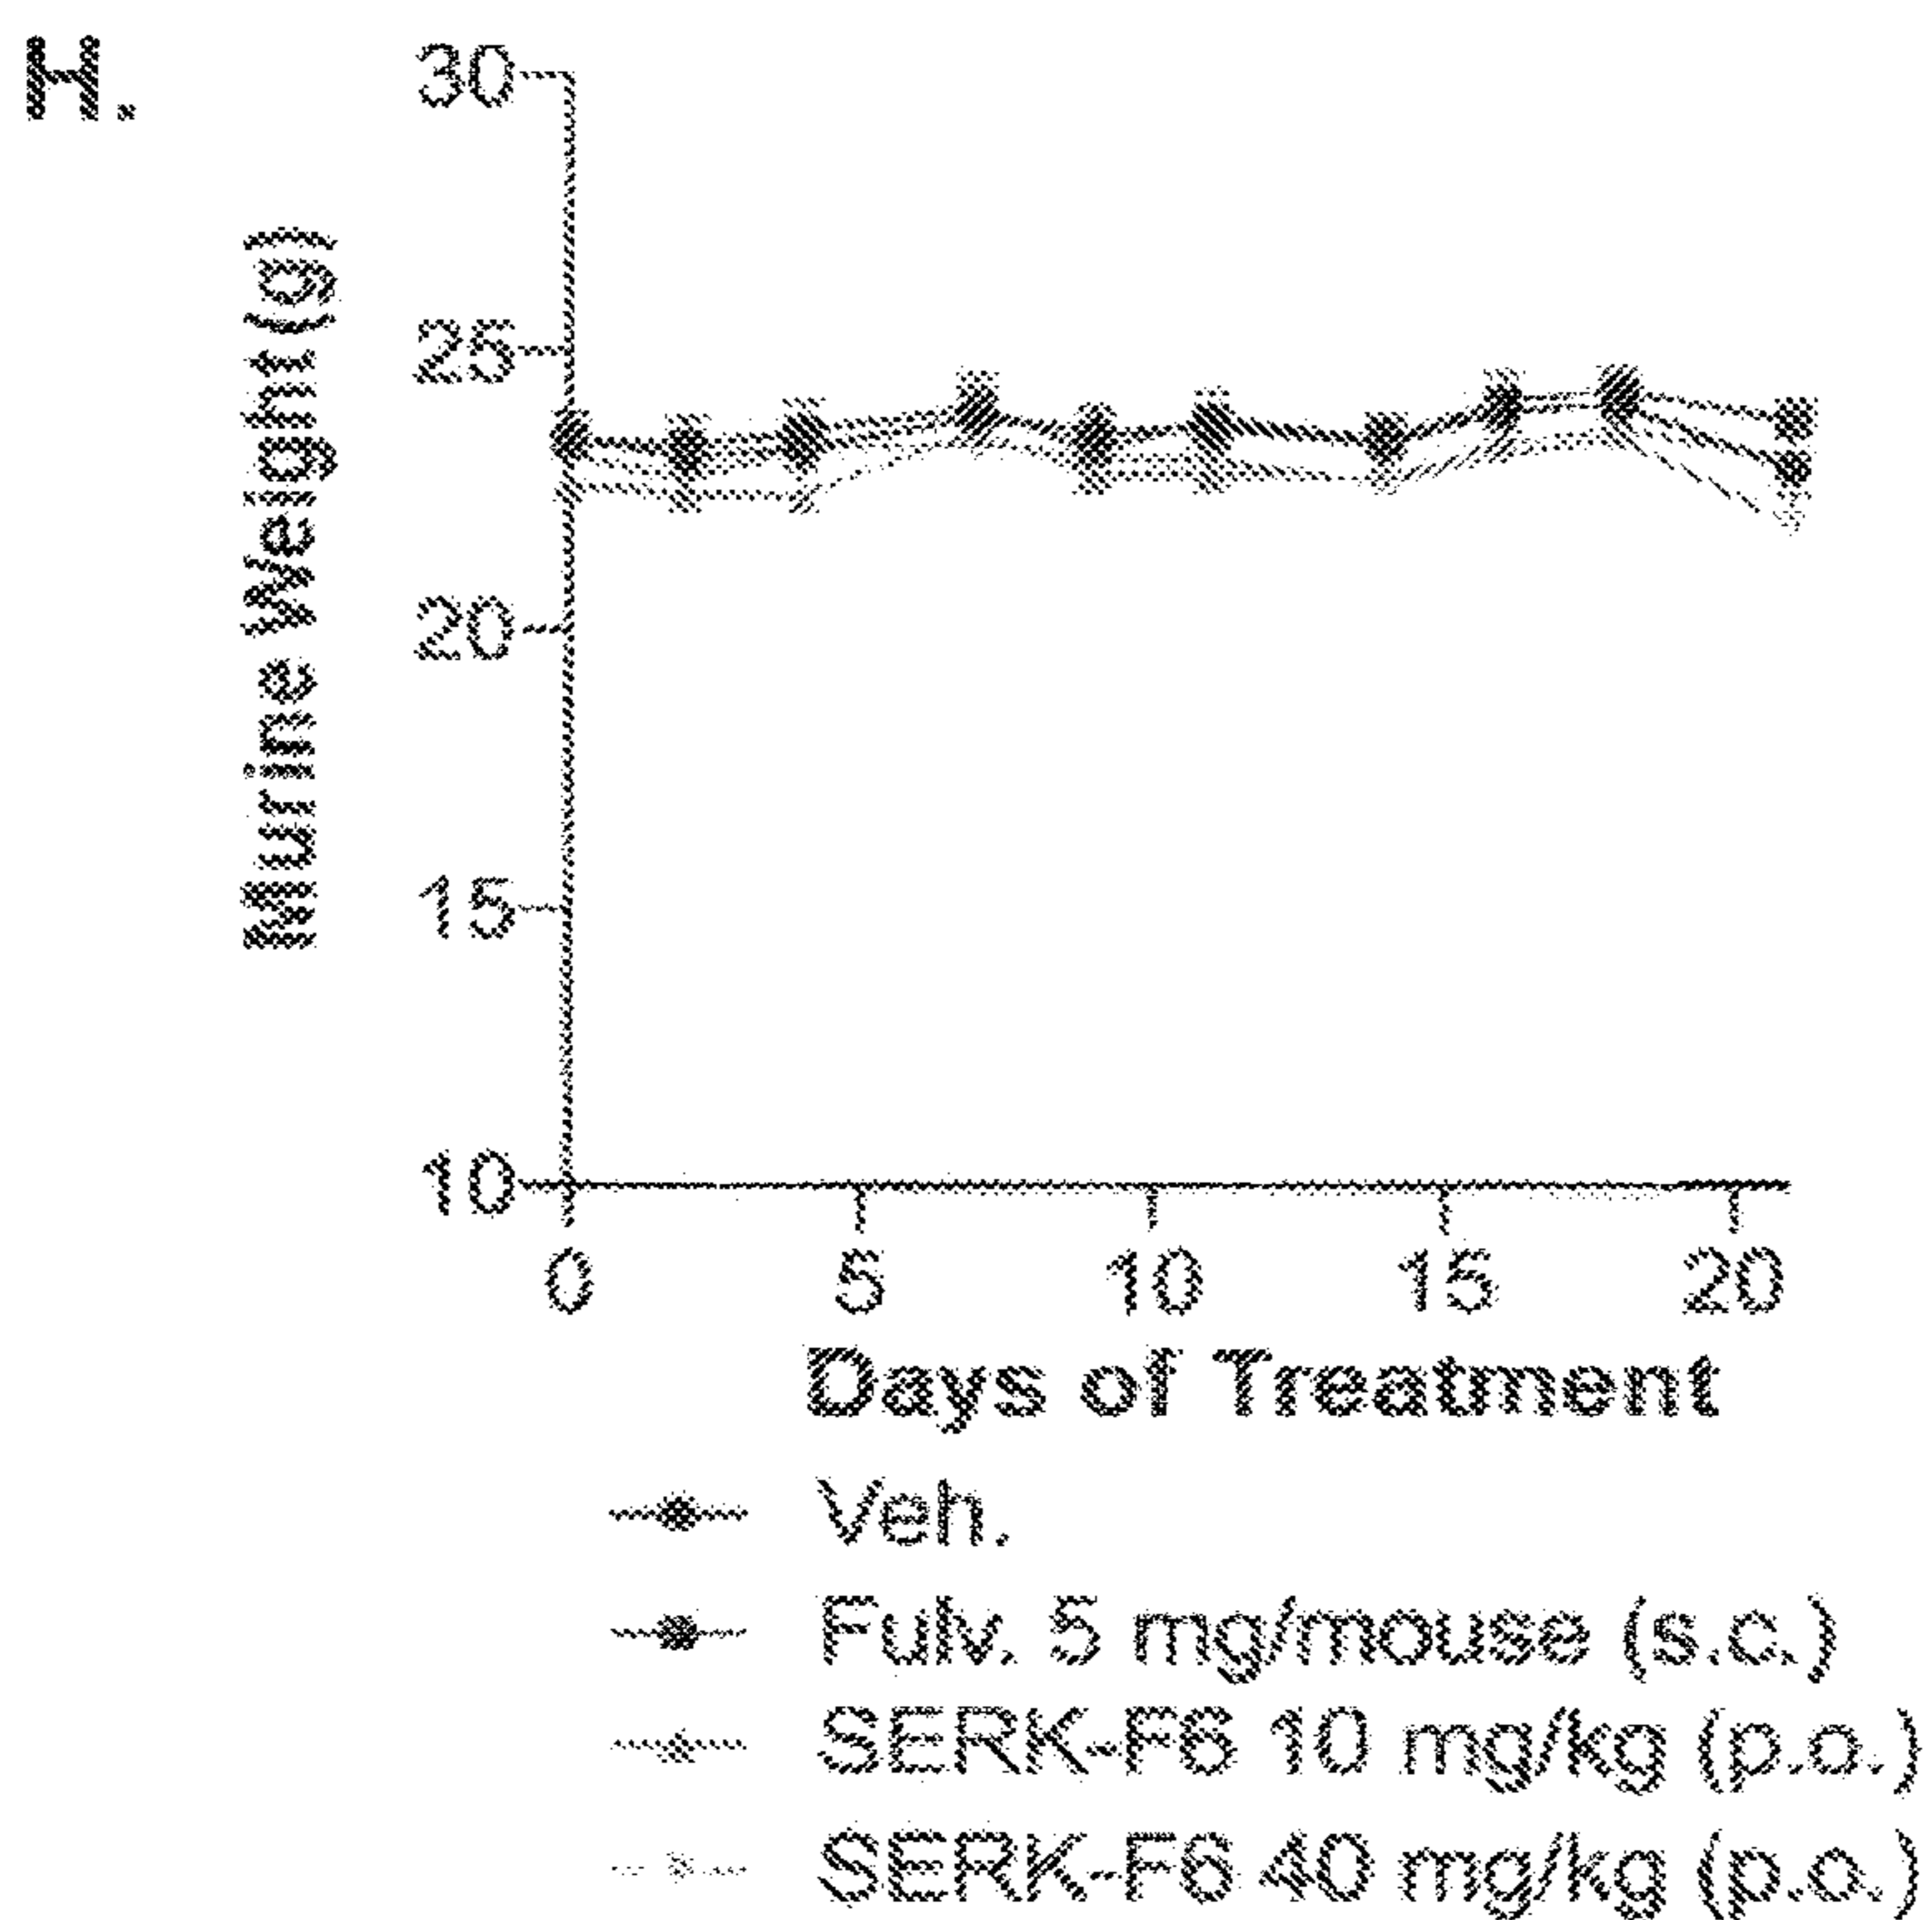 H.
30
25
20
15
10
Murine Weight (g)
0 5 10 15 20
Days of Treatment
Veh.
Fulv. 5 mg/mouse (s.c.)
SERK-F6 10 mg/kg (p.o.)
SERK-F6 40 mg/kg (p.o.)